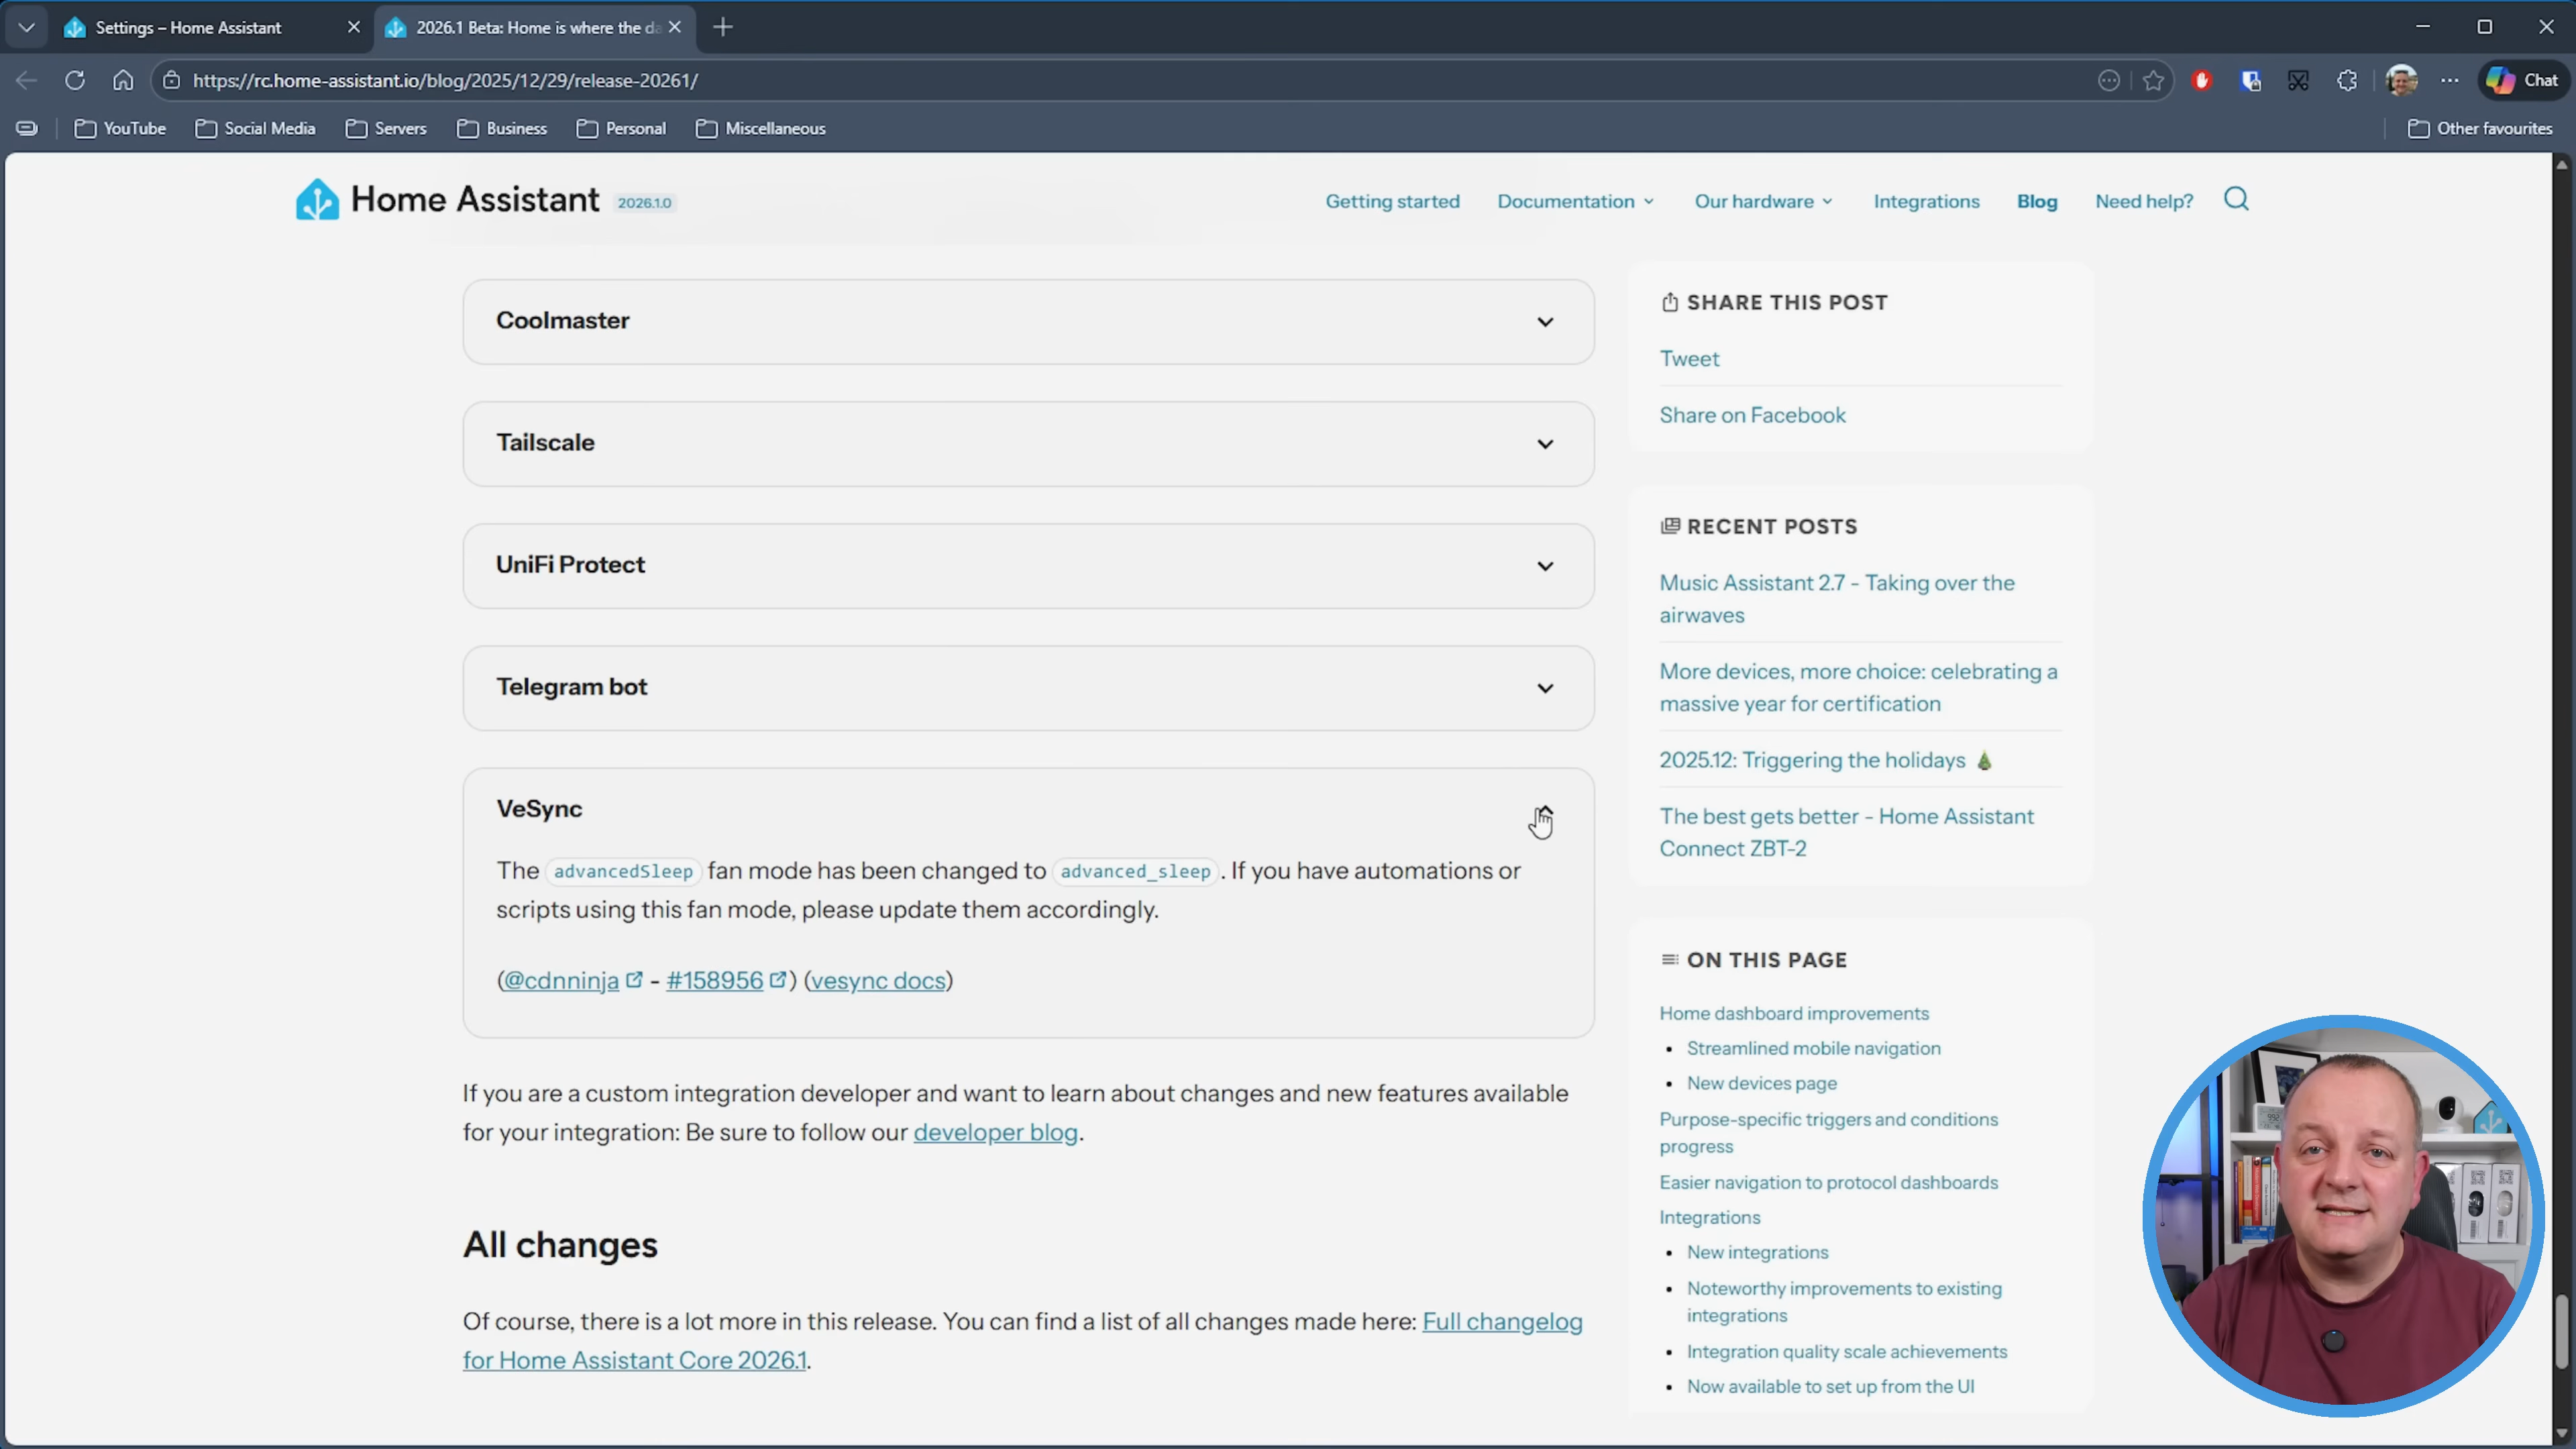 Settings – Home Assistant
2026.1 Beta: Home is where the da
https://rc.home-assistant.io/blog/2025/12/29/release-20261/
Chat
YouTube
Social Media
Servers
Business
Personal
Miscellaneous
Other favourites
Home Assistant 2026.1.0
Getting started
Documentation
Our hardware
Integrations
Blog
Need help?
Coolmaster
Tailscale
UniFi Protect
Telegram bot
VeSync
The advancedSleep fan mode has been changed to advanced_sleep. If you have automations or
scripts using this fan mode, please update them accordingly.
(@cdnninja - #158956) (vesync docs)
If you are a custom integration developer and want to learn about changes and new features available
for your integration: Be sure to follow our developer blog.
All changes
Of course, there is a lot more in this release. You can find a list of all changes made here: Full changelog
for Home Assistant Core 2026.1.
SHARE THIS POST
Tweet
Share on Facebook
RECENT POSTS
Music Assistant 2.7 - Taking over the
airwaves
More devices, more choice: celebrating a
massive year for certification
2025.12: Triggering the holidays 🎄
The best gets better - Home Assistant
Connect ZBT-2
ON THIS PAGE
Home dashboard improvements
• Streamlined mobile navigation
• New devices page
Purpose-specific triggers and conditions
progress
Easier navigation to protocol dashboards
Integrations
• New integrations
• Noteworthy improvements to existing
integrations
• Integration quality scale achievements
• Now available to set up from the UI